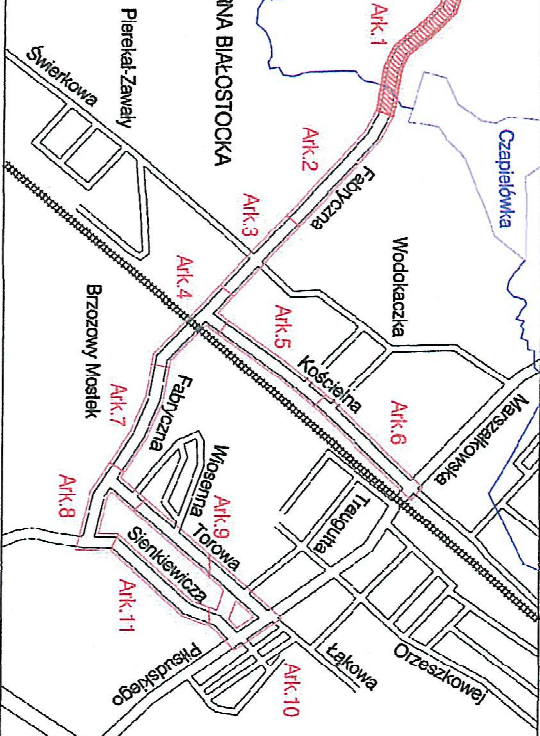 Ark.1
Pierekał-Zawały
RNA BIAŁOSTOCKA
Świerkowa
Czapielówka
Ark.2
Fabryczna
Ark.3
Wodokaczka
Ark.4
Brzozowy Mostek
Ark.5
Kościelna
Ark.6
Marszałkowska
Ark.7
Fabryczna
Wiosenna
Traugutta
Ark.8
Ark.9
Torowa
Sienkiewicza
Ark.11
Piłsudskiego
Łąkowa
Orzeszkowej
Ark.10